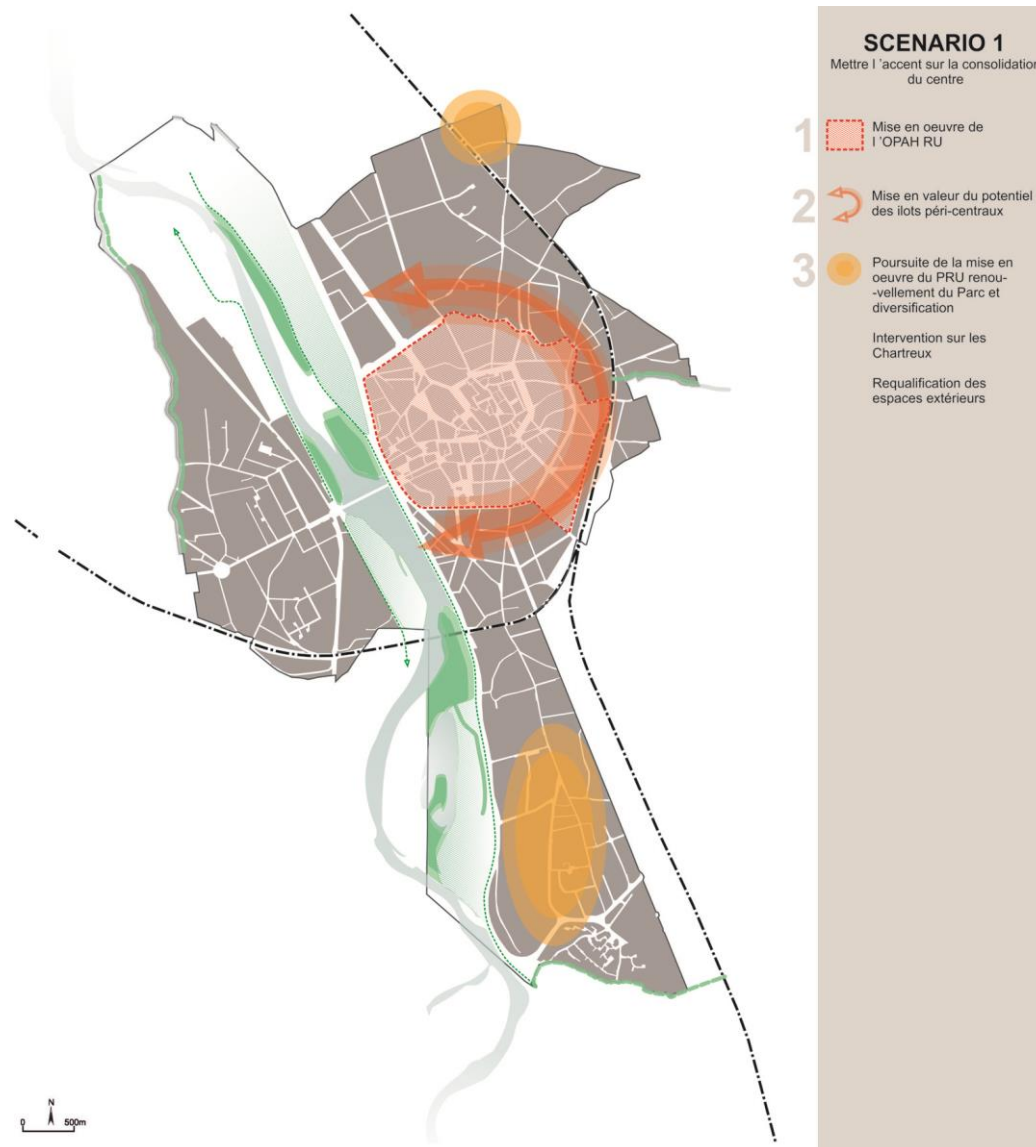 SCENARIO 1
Mettre l 'accent sur la consolidation
du centre
1
Mise en oeuvre de
l 'OPAH RU
2
Mise en valeur du potentiel
des ilots péri-centraux
3
Poursuite de la mise en
oeuvre du PRU renou-
-vellement du Parc et
diversification
Intervention sur les
Chartreux
Requalification des
espaces extérieurs
N
0 500m